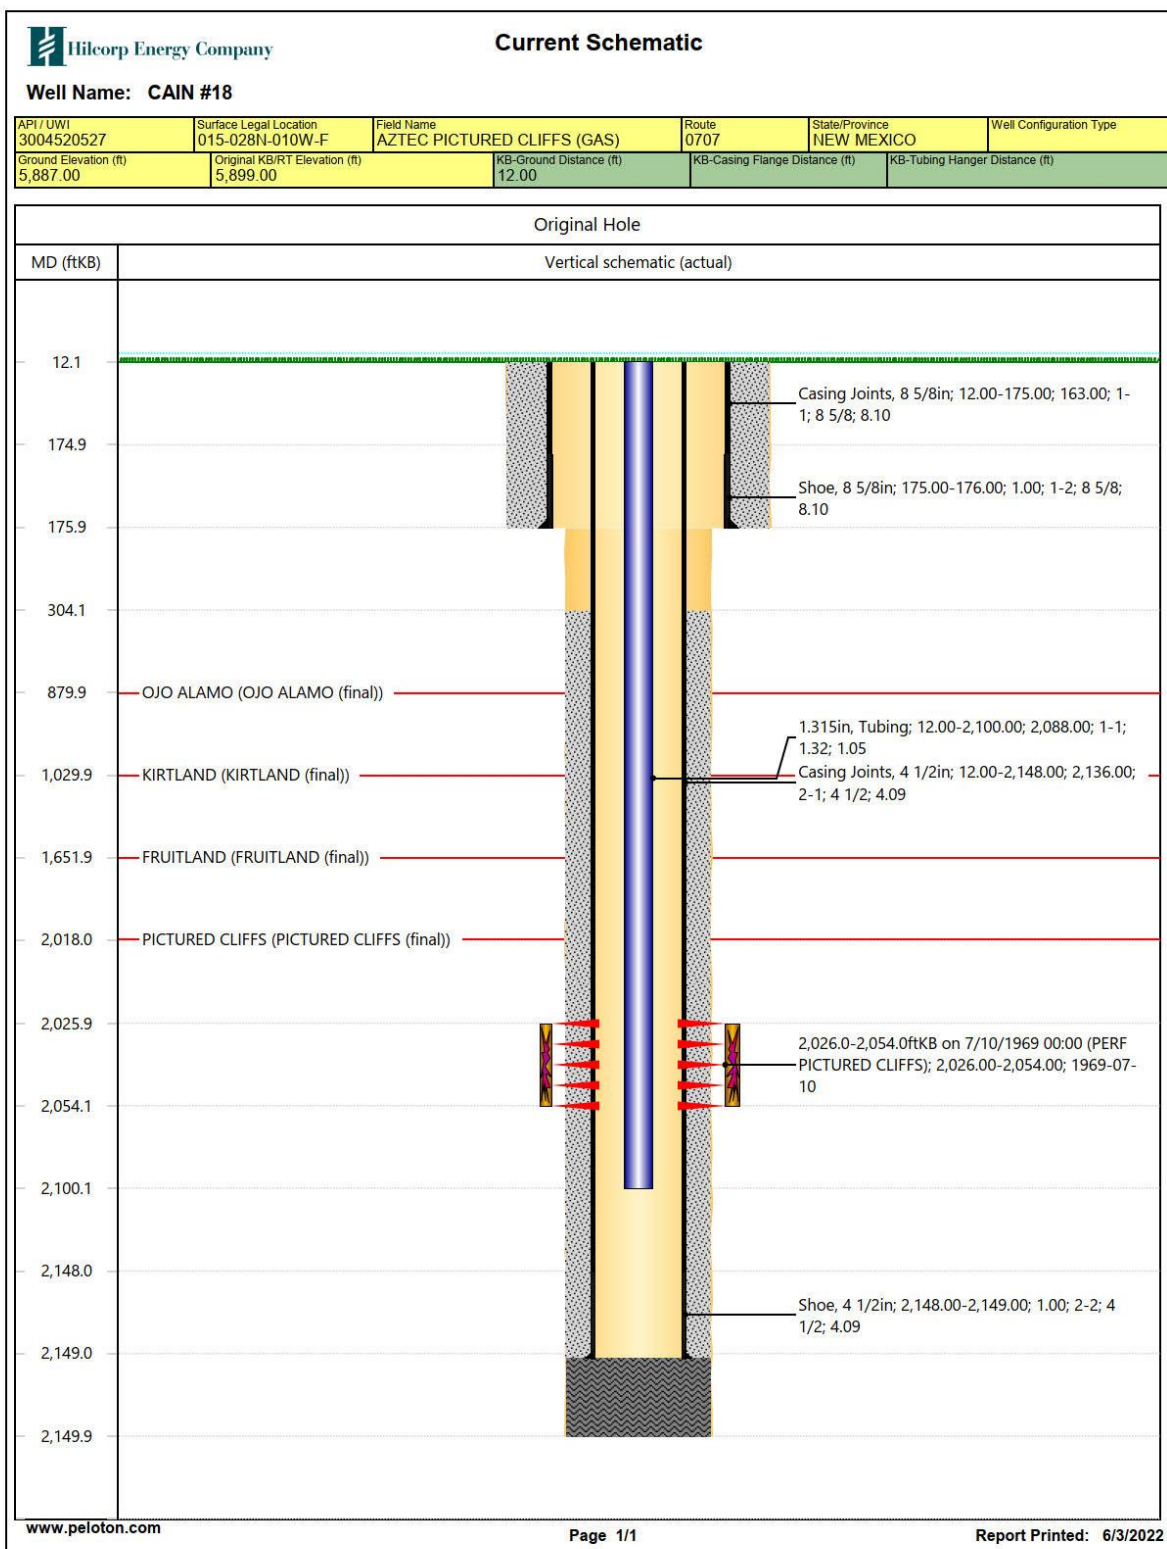 Hilcorp Energy Company
Current Schematic
Well Name: CAIN #18
API / UWI
3004520527
Surface Legal Location
015-028N-010W-F
Field Name
AZTEC PICTURED CLIFFS (GAS)
Route
0707
State/Province
NEW MEXICO
Well Configuration Type
Ground Elevation (ft)
5,887.00
Original KB/RT Elevation (ft)
5,899.00
KB-Ground Distance (ft)
12.00
KB-Casing Flange Distance (ft)
KB-Tubing Hanger Distance (ft)
Original Hole
MD (ftKB)
Vertical schematic (actual)
12.1
Casing Joints, 8 5/8in; 12.00-175.00; 163.00; 1-
1; 8 5/8; 8.10
174.9
Shoe, 8 5/8in; 175.00-176.00; 1.00; 1-2; 8 5/8;
8.10
175.9
304.1
879.9
OJO ALAMO (OJO ALAMO (final))
1.315in, Tubing; 12.00-2,100.00; 2,088.00; 1-1;
1.32; 1.05
1,029.9
KIRTLAND (KIRTLAND (final))
Casing Joints, 4 1/2in; 12.00-2,148.00; 2,136.00;
2-1; 4 1/2; 4.09
1,651.9
FRUITLAND (FRUITLAND (final))
2,018.0
PICTURED CLIFFS (PICTURED CLIFFS (final))
2,025.9
2,026.0-2,054.0ftKB on 7/10/1969 00:00 (PERF
PICTURED CLIFFS); 2,026.00-2,054.00; 1969-07-
10
2,054.1
2,100.1
2,148.0
Shoe, 4 1/2in; 2,148.00-2,149.00; 1.00; 2-2; 4
1/2; 4.09
2,149.0
2,149.9
www.peloton.com
Page 1/1
Report Printed: 6/3/2022